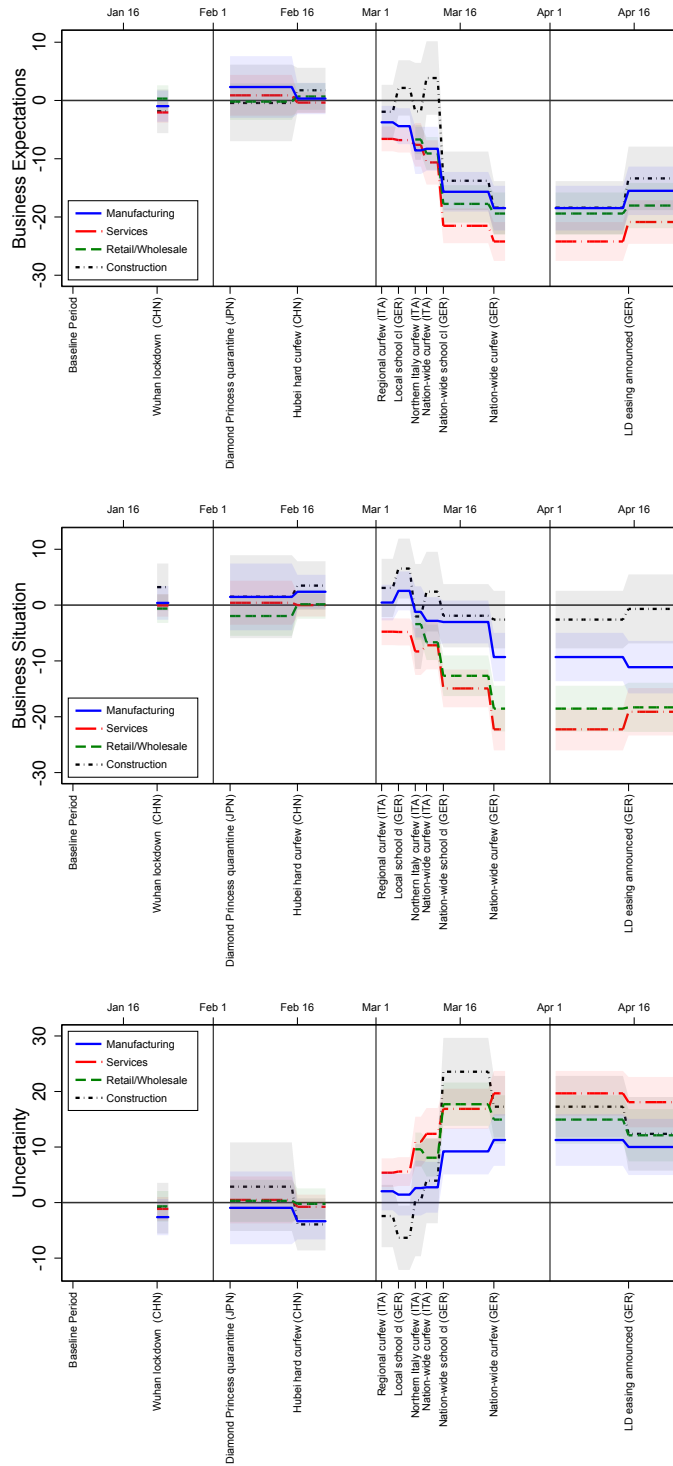 Jan 16
Feb 1
Feb 16
Mar 1
Mar 16
Apr 1
Apr 16
Business Expectations
10
0
-10
-20
-30
Manufacturing
Services
Retail/Wholesale
Construction
Baseline Period
Wuhan lockdown (CHN)
Diamond Princess quarantine (JPN)
Hubei hard curfew (CHN)
Regional curfew (ITA)
Local school cl (GER)
Northern Italy curfew (ITA)
Nation-wide curfew (ITA)
Nation-wide school cl (GER)
Nation-wide curfew (GER)
LD easing announced (GER)
Jan 16
Feb 1
Feb 16
Mar 1
Mar 16
Apr 1
Apr 16
Business Situation
10
0
-10
-20
-30
Manufacturing
Services
Retail/Wholesale
Construction
Baseline Period
Wuhan lockdown (CHN)
Diamond Princess quarantine (JPN)
Hubei hard curfew (CHN)
Regional curfew (ITA)
Local school cl (GER)
Northern Italy curfew (ITA)
Nation-wide curfew (ITA)
Nation-wide school cl (GER)
Nation-wide curfew (GER)
LD easing announced (GER)
Jan 16
Feb 1
Feb 16
Mar 1
Mar 16
Apr 1
Apr 16
Uncertainty
30
20
10
0
-10
Manufacturing
Services
Retail/Wholesale
Construction
Baseline Period
Wuhan lockdown (CHN)
Diamond Princess quarantine (JPN)
Hubei hard curfew (CHN)
Regional curfew (ITA)
Local school cl (GER)
Northern Italy curfew (ITA)
Nation-wide curfew (ITA)
Nation-wide school cl (GER)
Nation-wide curfew (GER)
LD easing announced (GER)